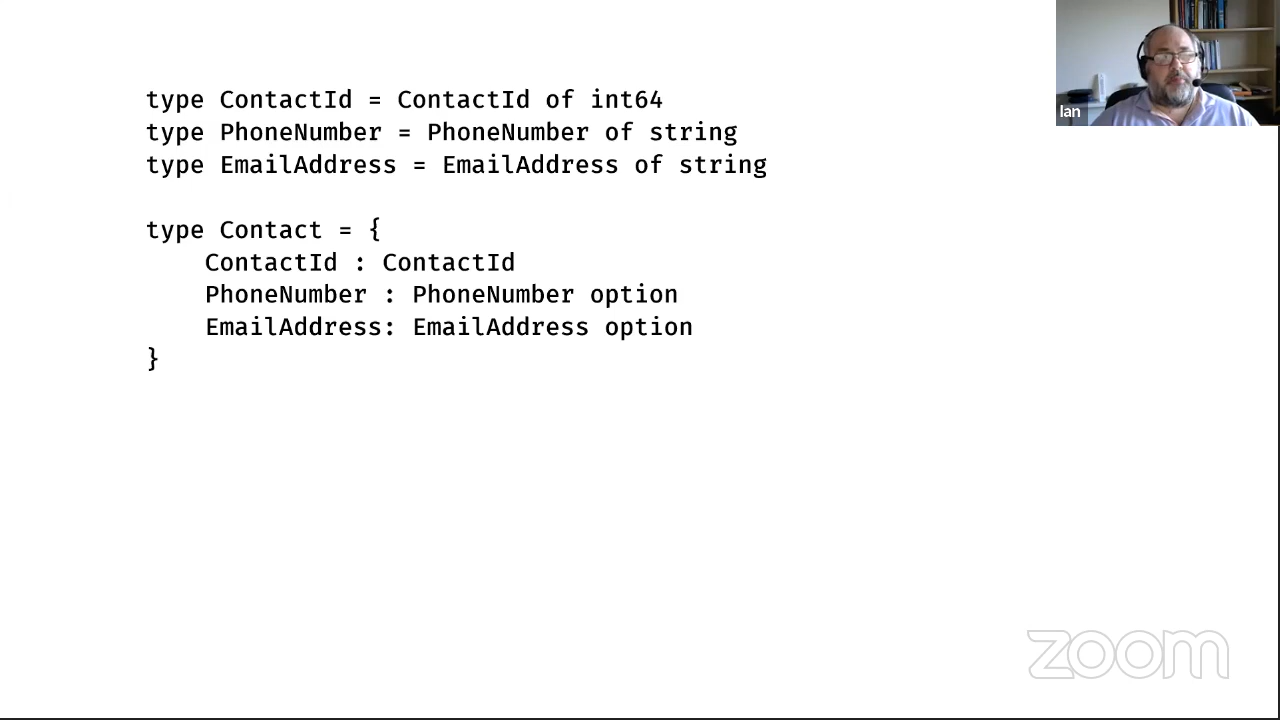 type ContactId = ContactId of int64
type PhoneNumber = PhoneNumber of string
type EmailAddress = EmailAddress of string
type Contact = {
ContactId : ContactId
PhoneNumber : PhoneNumber option
EmailAddress: EmailAddress option
}
Ian
zoom